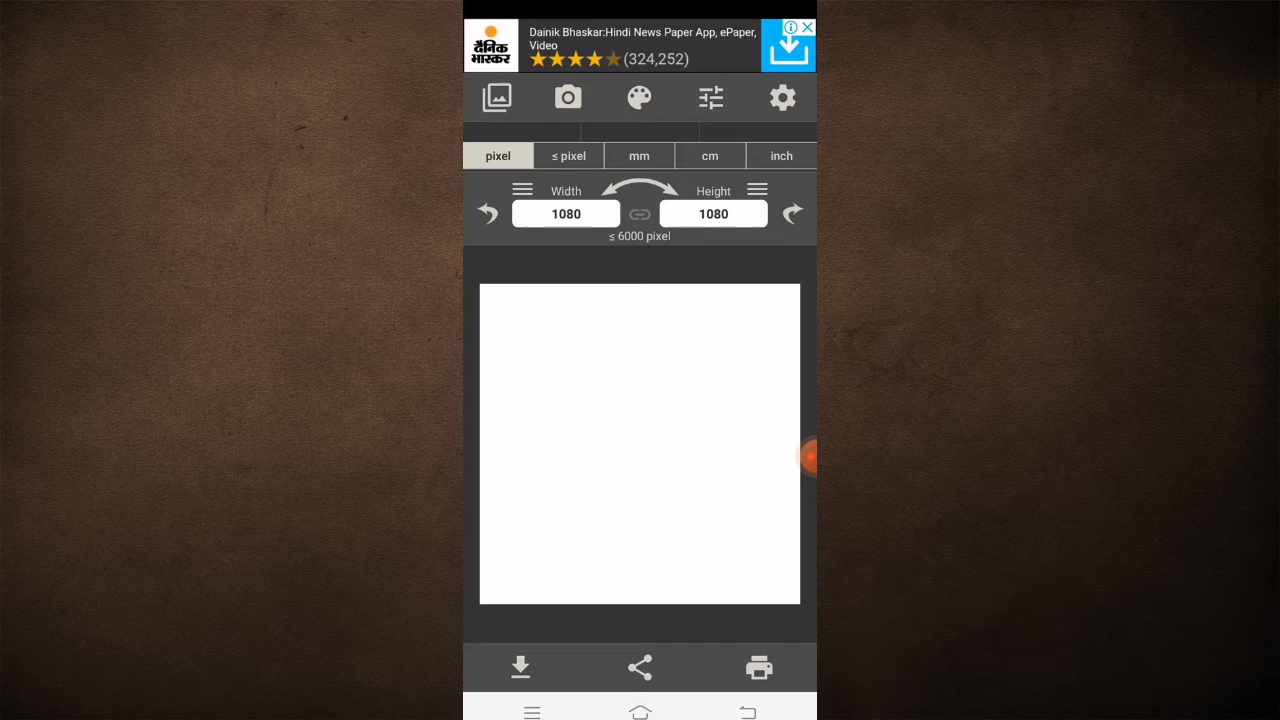 दैनिक
भास्कर
Dainik Bhaskar:Hindi News Paper App, ePaper,
Video
(324,252)
pixel
≤ pixel
mm
cm
inch
Width
Height
1080
1080
≤ 6000 pixel